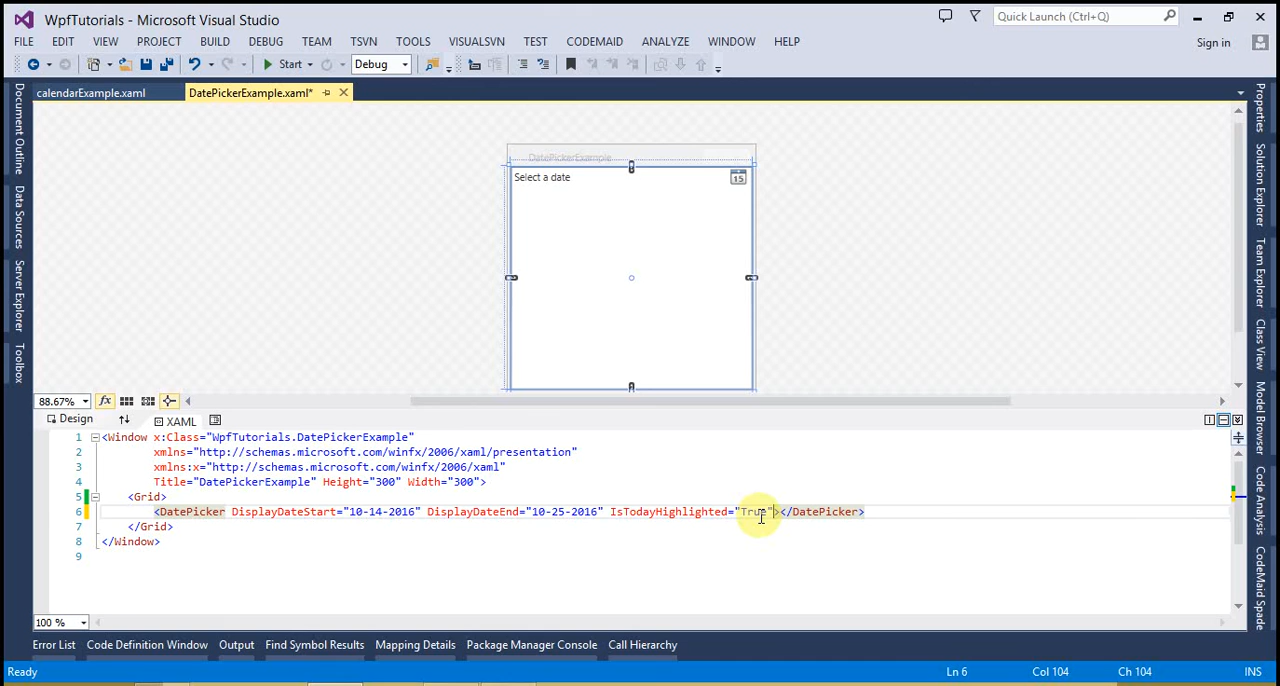 WpfTutorials - Microsoft Visual Studio
Quick Launch (Ctrl+Q)
FILE EDIT VIEW PROJECT BUILD DEBUG TEAM TSVN TOOLS VISUALSVN TEST CODEMAID ANALYZE WINDOW HELP
Sign in
Start Debug
calendarExample.xaml DatePickerExample.xaml*
Document Outline
Data Sources
Server Explorer
Toolbox
DatePickerExample
Select a date 15
Properties
Solution Explorer
Team Explorer
Model Browser
Class View
Code Analysis
CodeMaid Spade
88.67% fx
Design XAML
1 <Window x:Class="WpfTutorials.DatePickerExample"
2 xmlns="http://schemas.microsoft.com/winfx/2006/xaml/presentation"
3 xmlns:x="http://schemas.microsoft.com/winfx/2006/xaml"
4 Title="DatePickerExample" Height="300" Width="300">
5 <Grid>
6 <DatePicker DisplayDateStart="10-14-2016" DisplayDateEnd="10-25-2016" IsTodayHighlighted="True"></DatePicker>
7 </Grid>
8 </Window>
9
100 %
Error List Code Definition Window Output Find Symbol Results Mapping Details Package Manager Console Call Hierarchy
Ready Ln 6 Col 104 Ch 104 INS